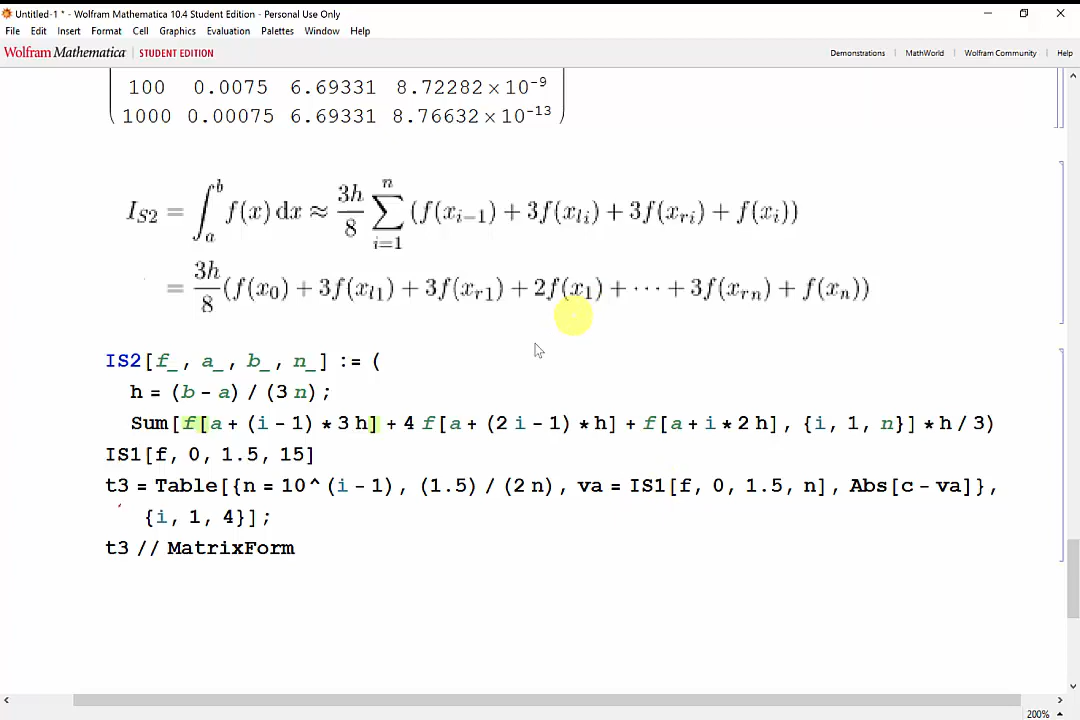 Untitled-1 * - Wolfram Mathematica 10.4 Student Edition - Personal Use Only
File Edit Insert Format Cell Graphics Evaluation Palettes Window Help
Wolfram Mathematica | STUDENT EDITION Demonstrations MathWorld Wolfram Community Help
100 0.0075 6.69331 8.72282×10⁻⁹
1000 0.00075 6.69331 8.76632×10⁻¹³
I_{S2} = ∫_a^b f(x) dx ≈ 3h/8 ∑_{i=1}^{n} (f(x_{i−1}) + 3f(x_{li}) + 3f(x_{ri}) + f(x_i))
= 3h/8 (f(x_0) + 3f(x_{l1}) + 3f(x_{r1}) + 2f(x_1) + ··· + 3f(x_{rn}) + f(x_n))
IS2[f_, a_, b_, n_] := (
h = (b - a) / (3 n);
Sum[f[a + (i - 1) * 3 h] + 4 f[a + (2 i - 1) * h] + f[a + i * 2 h], {i, 1, n}] * h / 3)
IS1[f, 0, 1.5, 15]
t3 = Table[{n = 10^ (i - 1), (1.5) / (2 n), va = IS1[f, 0, 1.5, n], Abs[c - va]},
{i, 1, 4}];
t3 // MatrixForm
200%